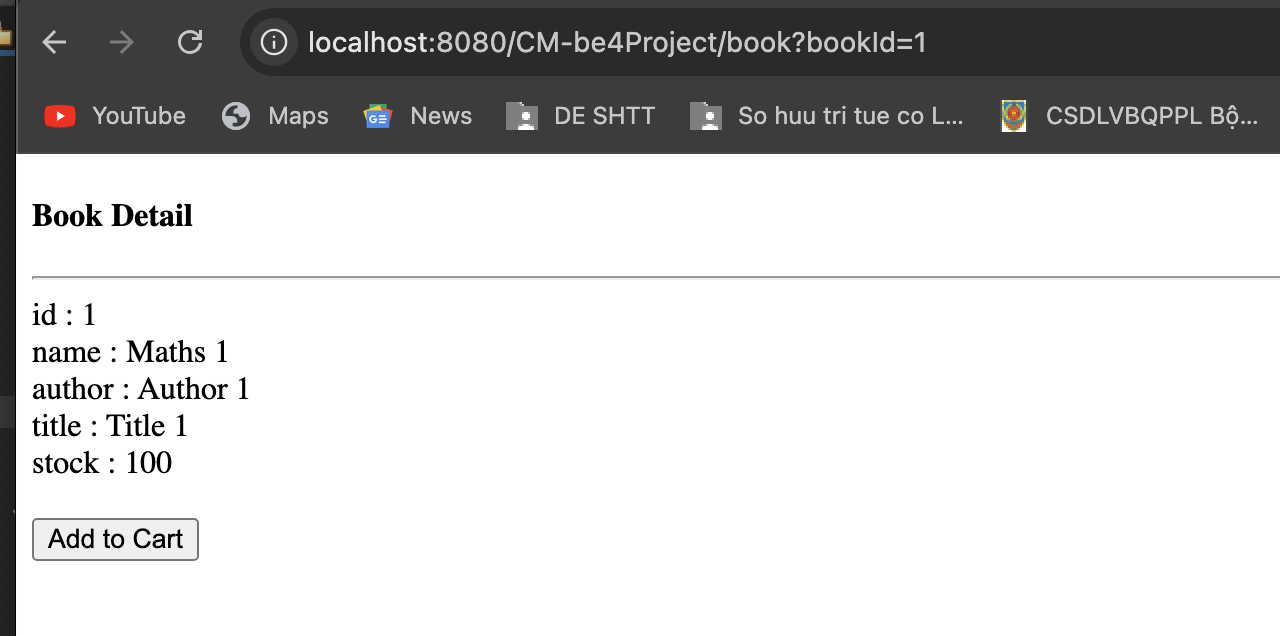 localhost:8080/CM-be4Project/book?bookId=1
YouTube Maps News DE SHTT So huu tri tue co L... CSDLVBQPPL Bộ...
Book Detail
id : 1
name : Maths 1
author : Author 1
title : Title 1
stock : 100
Add to Cart